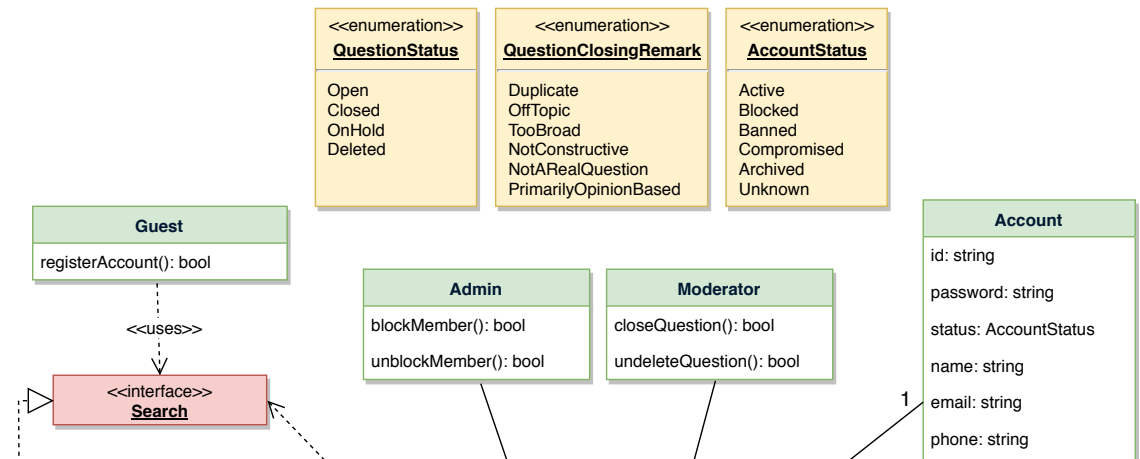 <<enumeration>>
QuestionStatus
Open
Closed
OnHold
Deleted
<<enumeration>>
QuestionClosingRemark
Duplicate
OffTopic
TooBroad
NotConstructive
NotARealQuestion
PrimarilyOpinionBased
<<enumeration>>
AccountStatus
Active
Blocked
Banned
Compromised
Archived
Unknown
Guest
registerAccount(): bool
<<uses>>
<<interface>>
Search
Admin
blockMember(): bool
unblockMember(): bool
Moderator
closeQuestion(): bool
undeleteQuestion(): bool
Account
id: string
password: string
status: AccountStatus
name: string
email: string
phone: string
1